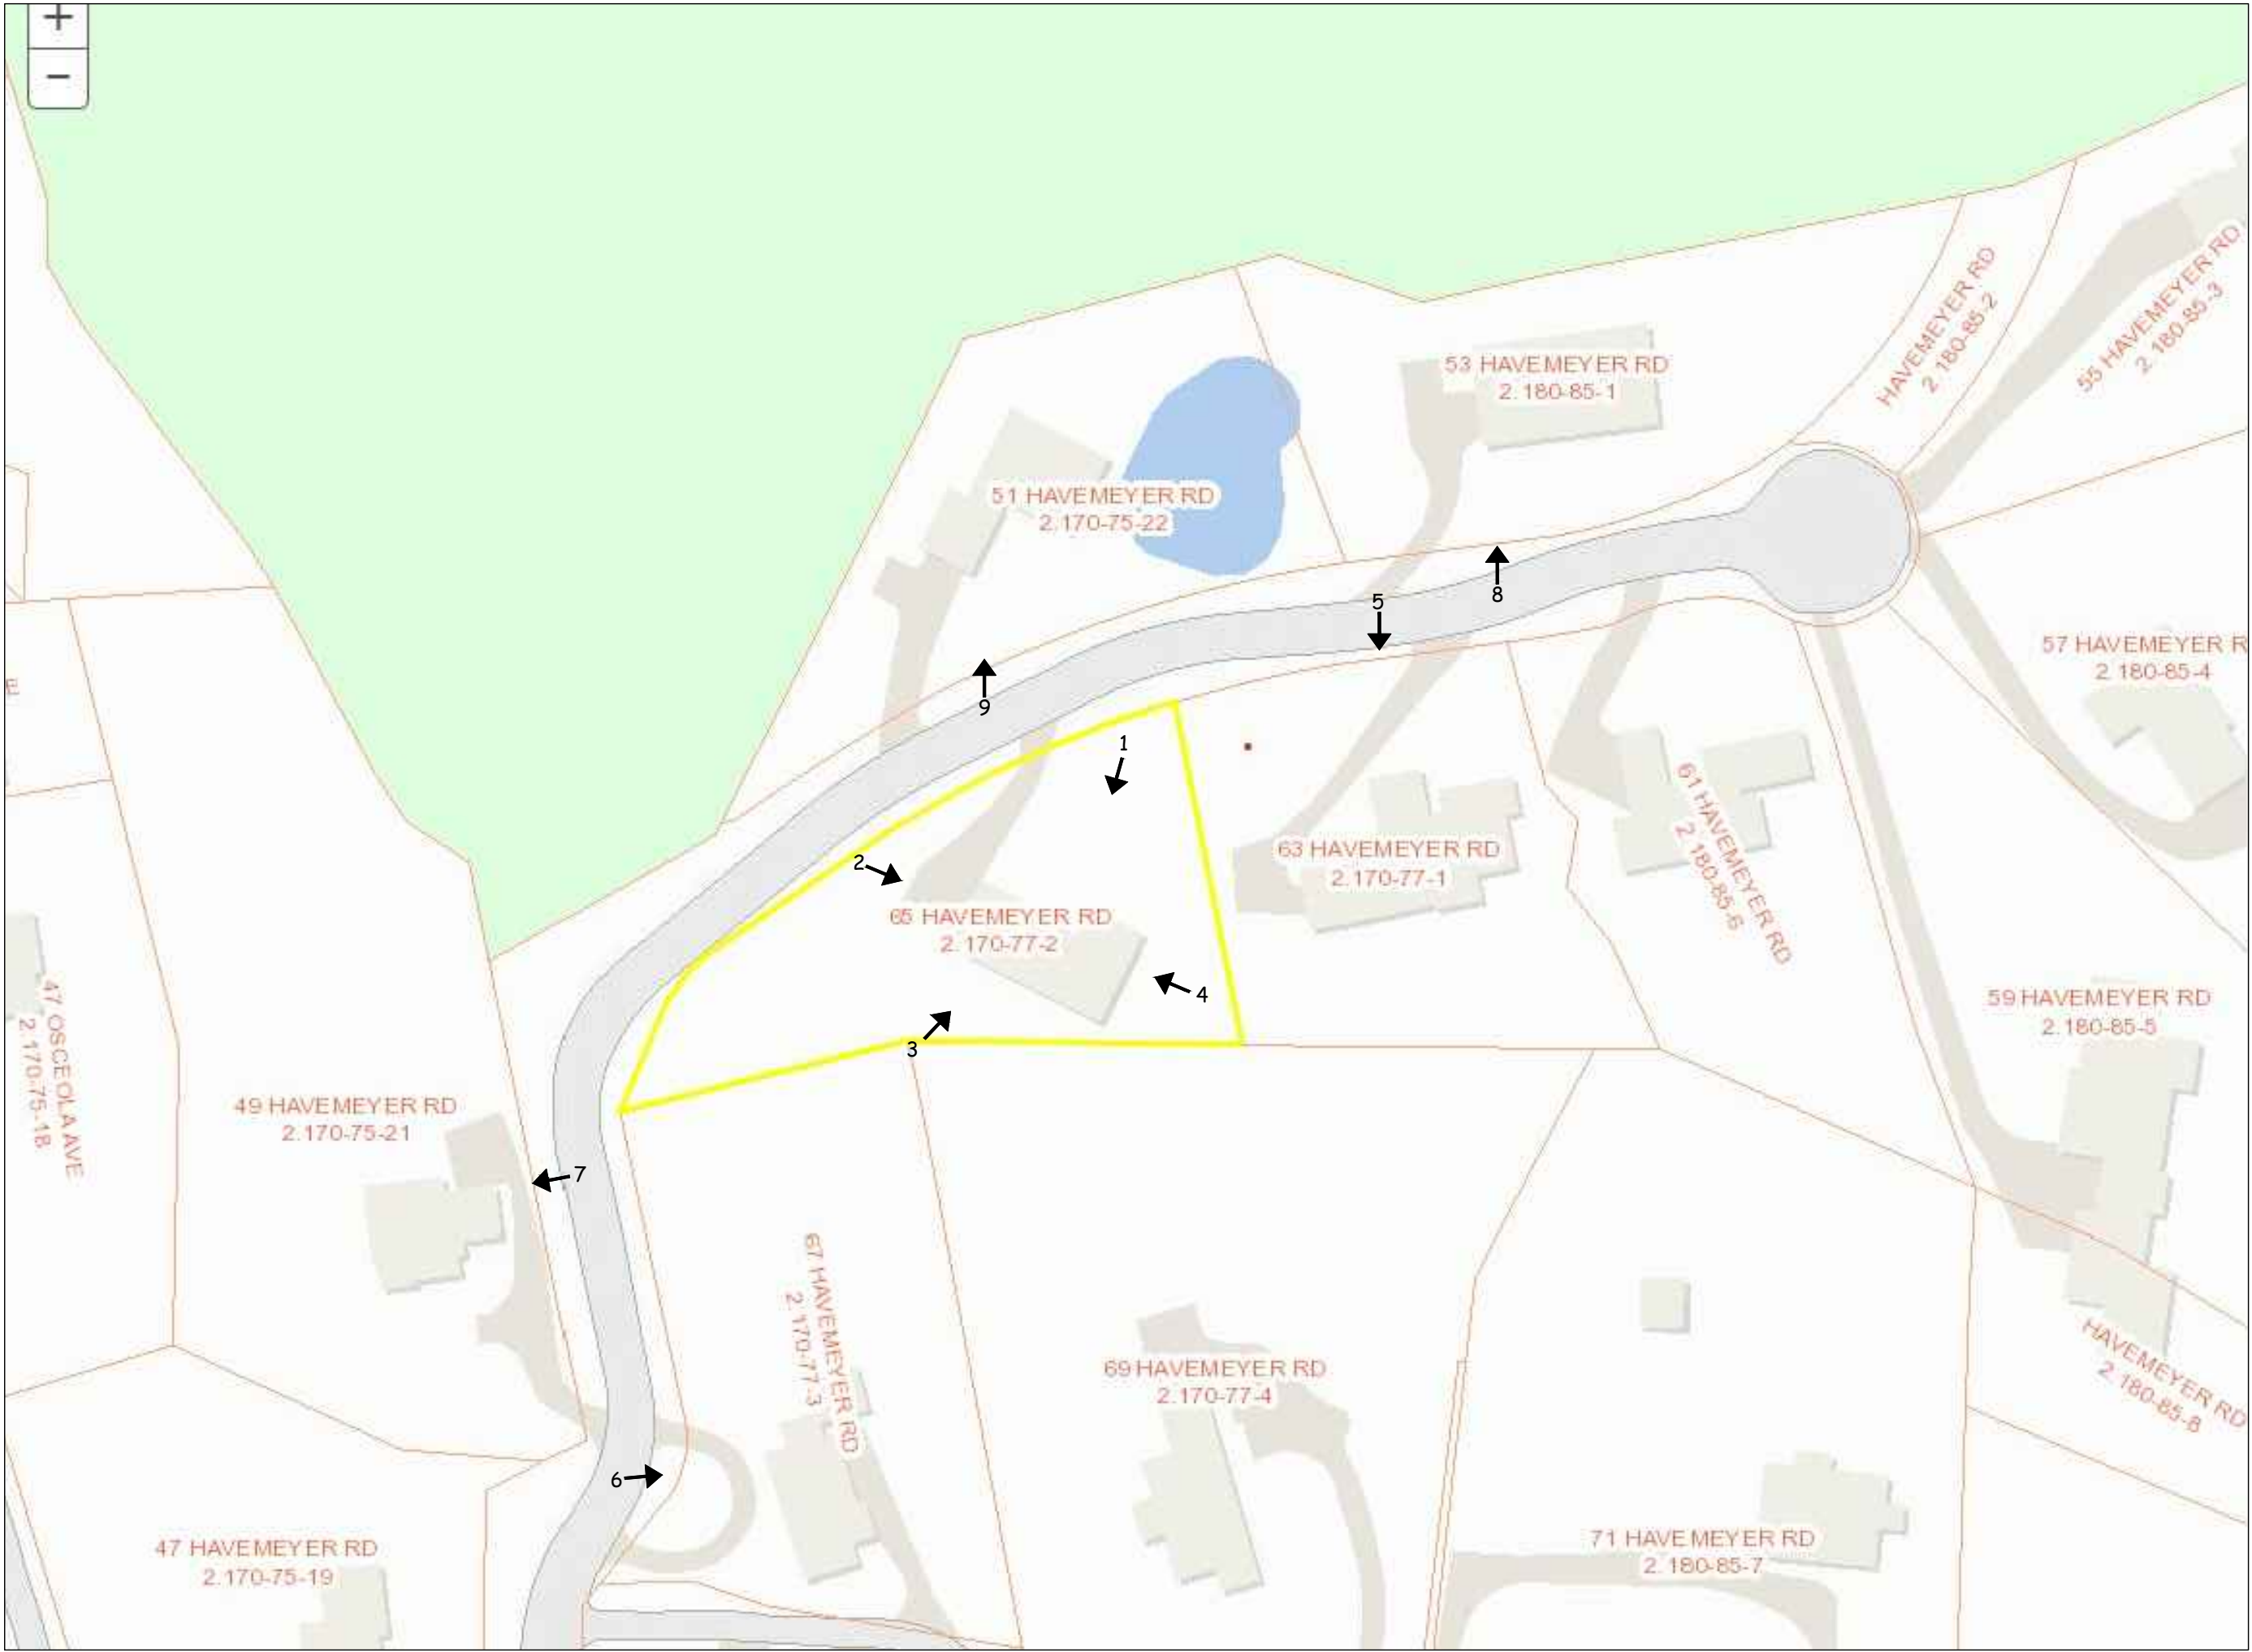 +
−
53 HAVEMEYER RD
2.180-85-1
HAVEMEYER RD
2.180-85-2
55 HAVEMEYER RD
2.180-85-3
51 HAVEMEYER RD
2.170-75-22
8
5
57 HAVEMEYER R
2.180-85-4
9
1
2
63 HAVEMEYER RD
2.170-77-1
61 HAVEMEYER RD
2.180-85-6
65 HAVEMEYER RD
2.170-77-2
4
3
59 HAVEMEYER RD
2.180-85-5
47 OSCEOLA AVE
2.170-75-18
49 HAVEMEYER RD
2.170-75-21
7
67 HAVEMEYER RD
2.170-77-3
69 HAVEMEYER RD
2.170-77-4
HAVEMEYER RD
2.180-85-8
6
47 HAVEMEYER RD
2.170-75-19
71 HAVEMEYER RD
2.180-85-7